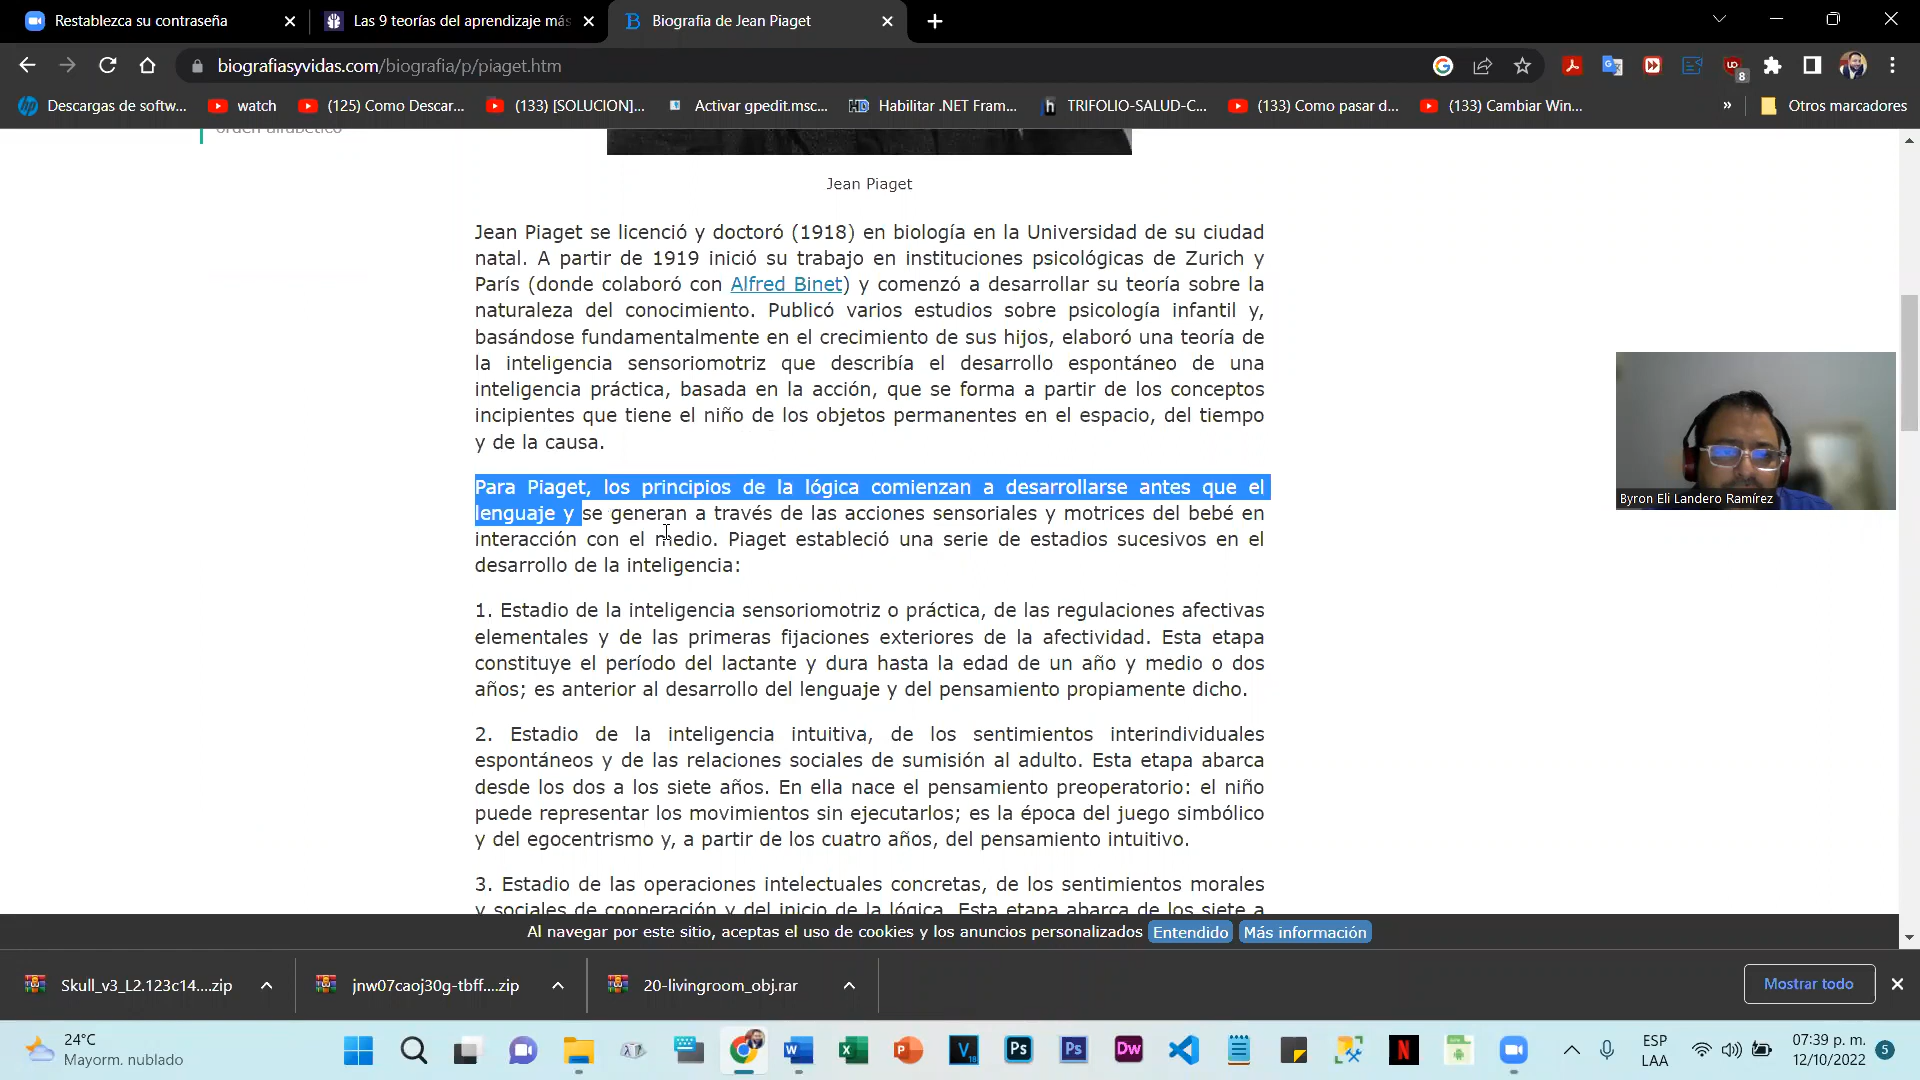 Restablezca su contraseña
Las 9 teorías del aprendizaje más
Biografia de Jean Piaget
biografiasyvidas.com/biografia/p/piaget.htm
8
Descargas de softw...
watch
(125) Como Descar...
(133) [SOLUCION]...
Activar gpedit.msc...
Habilitar .NET Fram...
TRIFOLIO-SALUD-C...
(133) Como pasar d...
(133) Cambiar Win...
»
Otros marcadores
orden alfabético
Jean Piaget
Jean Piaget se licenció y doctoró (1918) en biología en la Universidad de su ciudad
natal. A partir de 1919 inició su trabajo en instituciones psicológicas de Zurich y
París (donde colaboró con Alfred Binet) y comenzó a desarrollar su teoría sobre la
naturaleza del conocimiento. Publicó varios estudios sobre psicología infantil y,
basándose fundamentalmente en el crecimiento de sus hijos, elaboró una teoría de
la inteligencia sensoriomotriz que describía el desarrollo espontáneo de una
inteligencia práctica, basada en la acción, que se forma a partir de los conceptos
incipientes que tiene el niño de los objetos permanentes en el espacio, del tiempo
y de la causa.
Para Piaget, los principios de la lógica comienzan a desarrollarse antes que el
lenguaje y se generan a través de las acciones sensoriales y motrices del bebé en
interacción con el medio. Piaget estableció una serie de estadios sucesivos en el
desarrollo de la inteligencia:
1. Estadio de la inteligencia sensoriomotriz o práctica, de las regulaciones afectivas
elementales y de las primeras fijaciones exteriores de la afectividad. Esta etapa
constituye el período del lactante y dura hasta la edad de un año y medio o dos
años; es anterior al desarrollo del lenguaje y del pensamiento propiamente dicho.
2. Estadio de la inteligencia intuitiva, de los sentimientos interindividuales
espontáneos y de las relaciones sociales de sumisión al adulto. Esta etapa abarca
desde los dos a los siete años. En ella nace el pensamiento preoperatorio: el niño
puede representar los movimientos sin ejecutarlos; es la época del juego simbólico
y del egocentrismo y, a partir de los cuatro años, del pensamiento intuitivo.
3. Estadio de las operaciones intelectuales concretas, de los sentimientos morales
y sociales de cooperación y del inicio de la lógica. Esta etapa abarca de los siete a
Byron Eli Landero Ramírez
Al navegar por este sitio, aceptas el uso de cookies y los anuncios personalizados Entendido Más información
Skull_v3_L2.123c14....zip
jnw07caoj30g-tbff....zip
20-livingroom_obj.rar
Mostrar todo
24°C
Mayorm. nublado
ESP
LAA
07:39 p. m.
12/10/2022
5